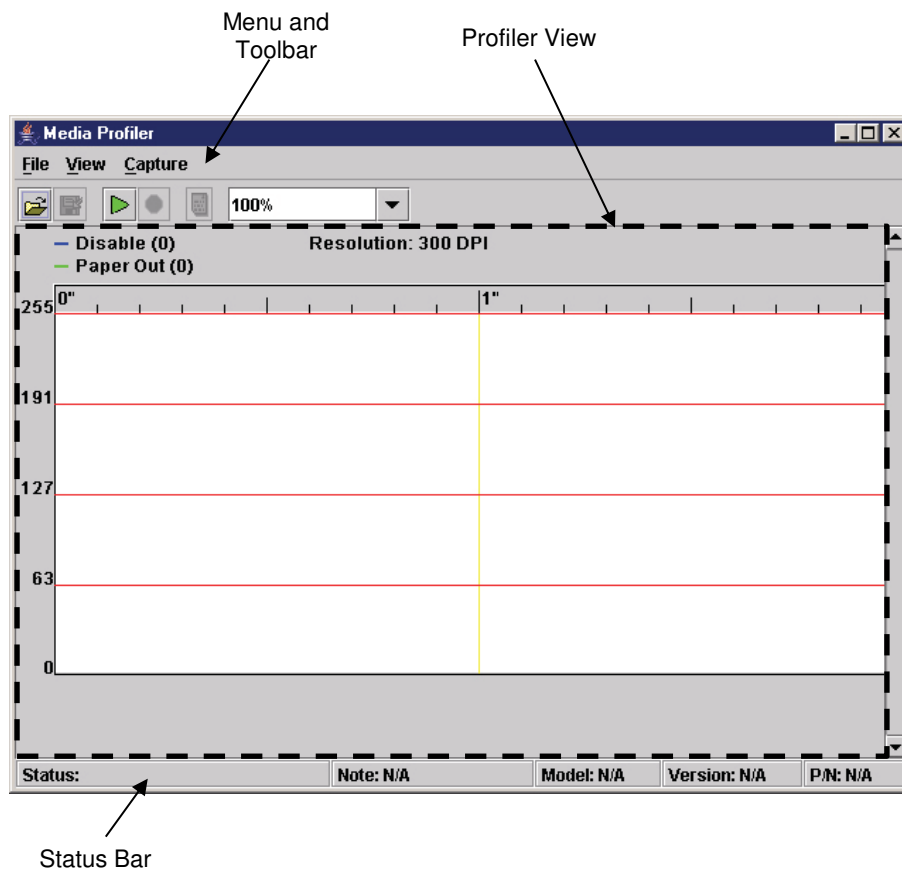 Menu and
Toolbar
Profiler View
Media Profiler
File View Capture
100%
Disable (0) Resolution: 300 DPI
Paper Out (0)
0" 1"
255
191
127
63
0
Status: Note: N/A Model: N/A Version: N/A P/N: N/A
Status Bar